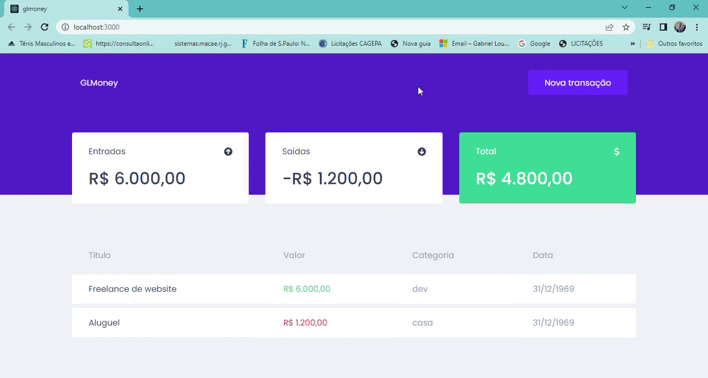 glmoney
localhost:3000
Tênis Masculinos e... https://consultaonli... sistemas.macae.rj.g... Folha de S.Paulo: N... Licitações CAGEPA Nova guia Email – Gabriel Lou... Google LICITAÇÕES » Outros favoritos
GLMoney Nova transação
Entradas Saidas Total $
R$ 6.000,00 -R$ 1.200,00 R$ 4.800,00
Titulo Valor Categoria Data
Freelance de website R$ 6.000,00 dev 31/12/1969
Aluguel R$ 1.200,00 casa 31/12/1969